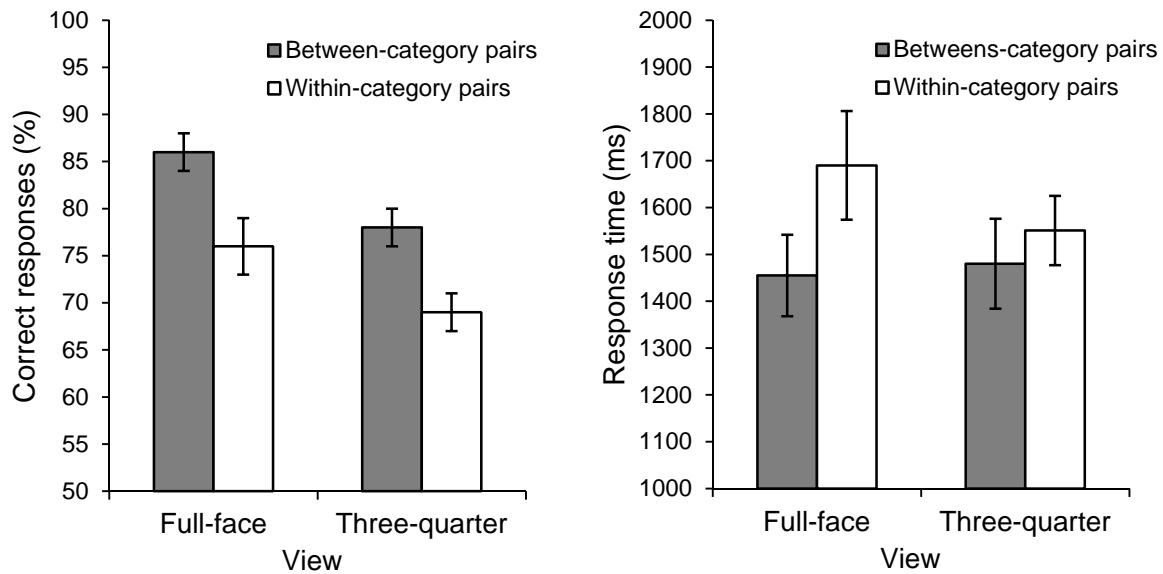 Correct responses (%)
100
95
90
85
80
75
70
65
60
55
50
Between-category pairs
Within-category pairs
Full-face
Three-quarter
View
Response time (ms)
2000
1900
1800
1700
1600
1500
1400
1300
1200
1100
1000
Betweens-category pairs
Within-category pairs
Full-face
Three-quarter
View